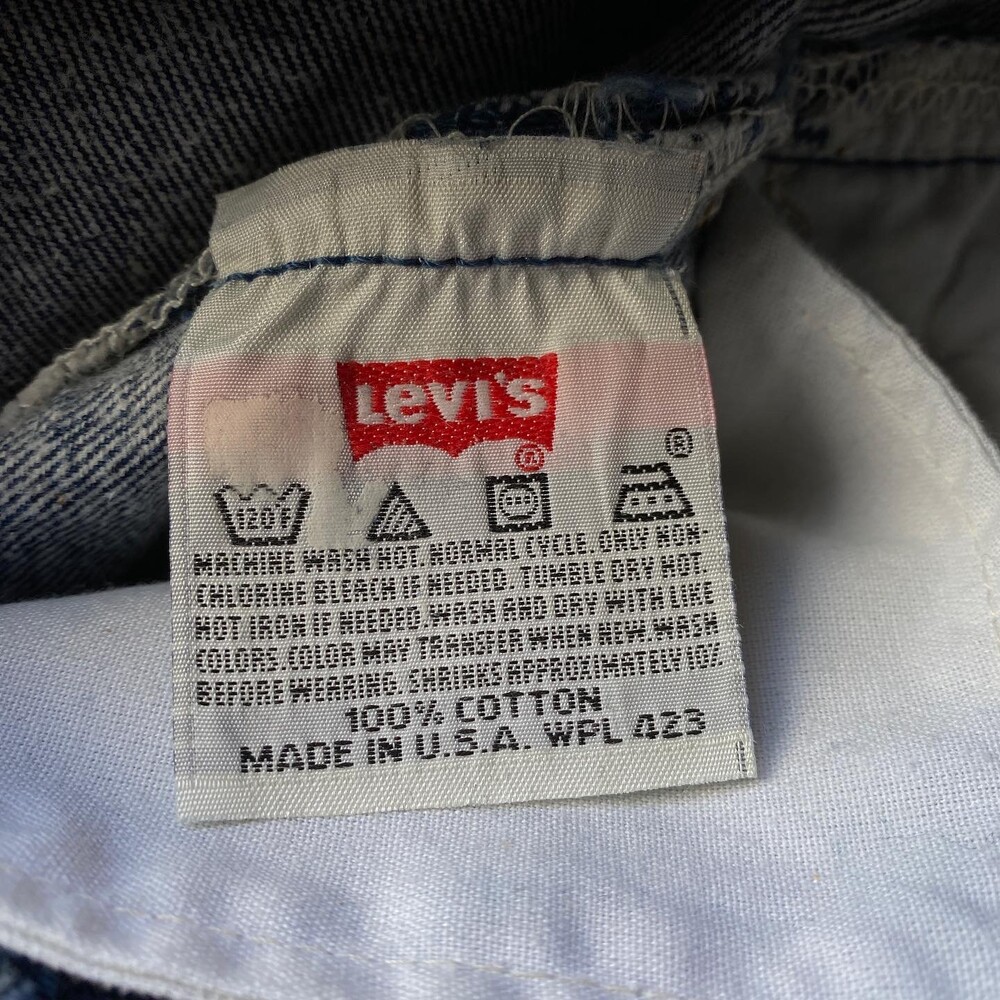 LEVI'S
®
®
120F
MACHINE WASH HOT. NORMAL CYCLE. ONLY NON-
CHLORINE BLEACH IF NEEDED. TUMBLE DRY HOT
HOT IRON IF NEEDED. WASH AND DRY WITH LIKE
COLORS. COLOR MAY TRANSFER WHEN NEW. WASH
BEFORE WEARING. SHRINKS APPROXIMATELY 10%
100% COTTON
MADE IN U.S.A. WPL 423